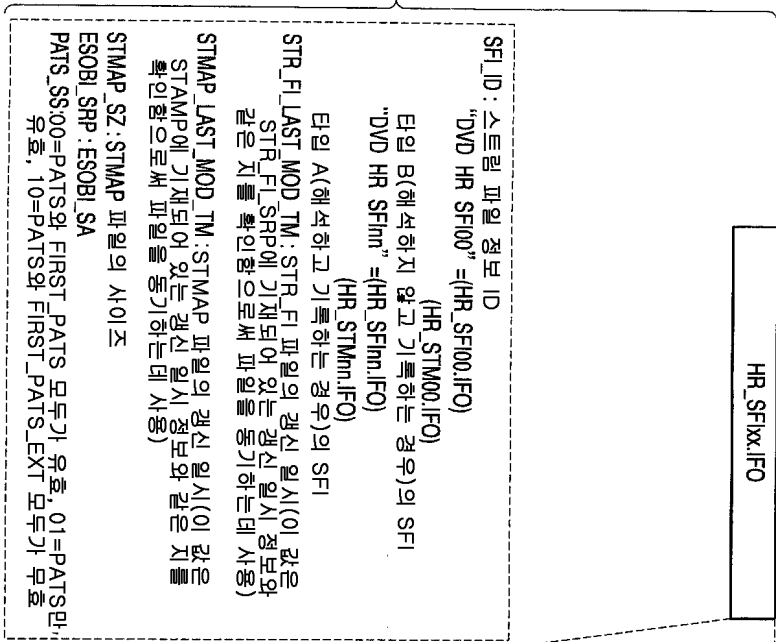 HR_SFIxx.IFO
SFI_ID : 스트림 파일 정보 ID
"DVD HR SFI00" =(HR_SFI00.IFO)
(HR_STM00.IFO)
타입 B(해석하지 않고 기록하는 경우)의 SFI
"DVD HR SFInn" =(HR_SFInn.IFO)
(HR_STMnn.IFO)
타입 A(해석하고 기록하는 경우)의 SFI
STR_FI_LAST_MOD_TM : STR_FI 파일의 갱신 일시(이 값은
STR_FI_SRP에 기재되어 있는 갱신 일시 정보와
같은 지를 확인함으로써 파일을 동기하는데 사용)
STMAP_LAST_MOD_TM : STMAP 파일의 갱신 일시(이 값은
STAMP에 기재되어 있는 갱신 일시 정보와 같은 지를
확인함으로써 파일을 동기하는데 사용)
STMAP_SZ : STMAP 파일의 사이즈
ESOBI_SRP : ESOBI_SA
PATS_SS:00=PATS와 FIRST_PATS 모두가 유효, 01=PATS만,
유효, 10=PATS와 FIRST_PATS_EXT 모두가 무효